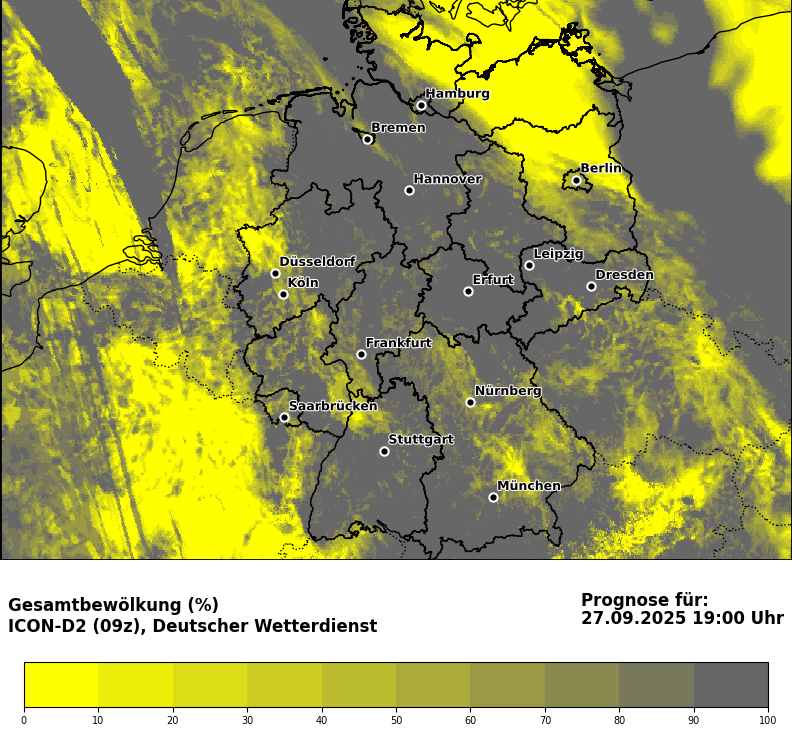 Hamburg
Bremen
Berlin
Hannover
Leipzig
Düsseldorf
Dresden
Erfurt
Köln
Frankfurt
Nürnberg
Saarbrücken
Stuttgart
München
Gesamtbewölkung (%)
ICON-D2 (09z), Deutscher Wetterdienst
Prognose für:
27.09.2025 19:00 Uhr
0 10 20 30 40 50 60 70 80 90 100